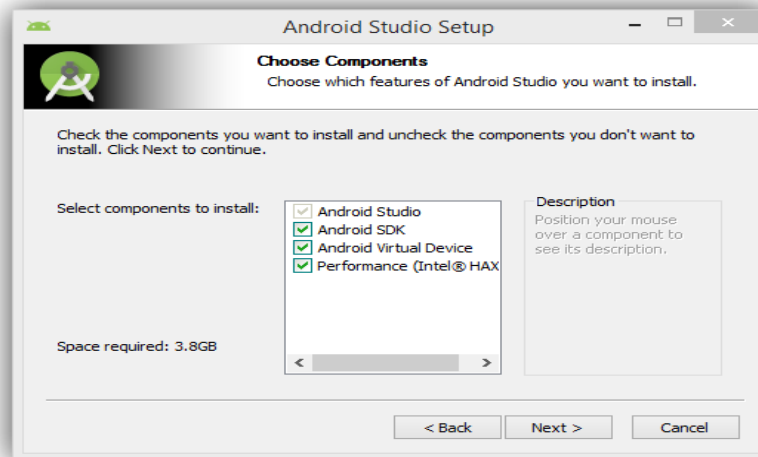 Android Studio Setup
Choose Components
Choose which features of Android Studio you want to install.
Check the components you want to install and uncheck the components you don't want to
install. Click Next to continue.
Select components to install:
Android Studio
Android SDK
Android Virtual Device
Performance (Intel® HAX
Description
Position your mouse
over a component to
see its description.
Space required: 3.8GB
< Back
Next >
Cancel